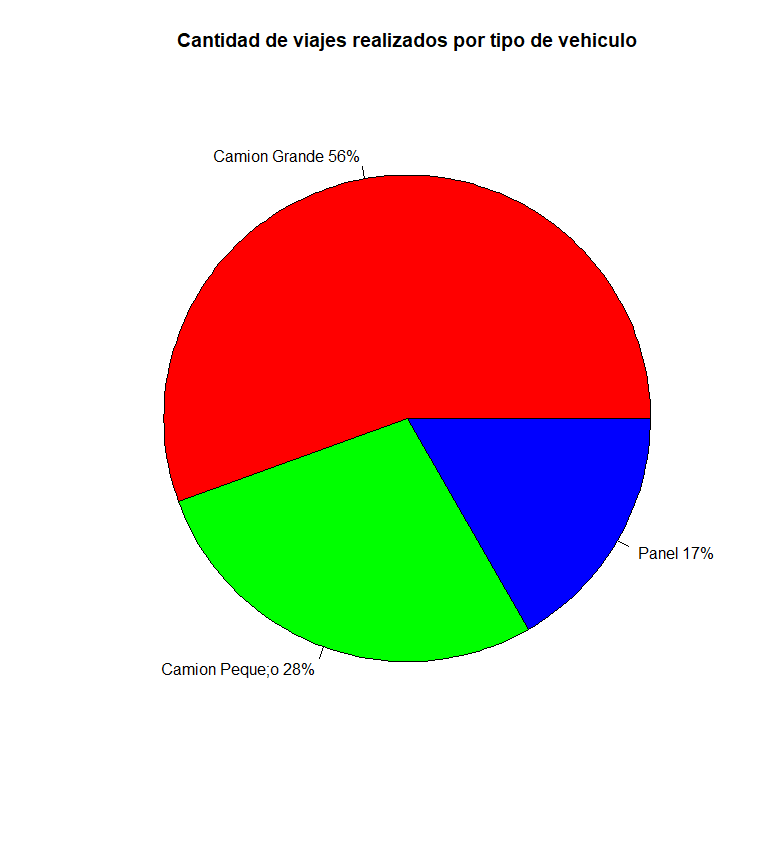 Cantidad de viajes realizados por tipo de vehiculo
Camion Grande 56%
Panel 17%
Camion Peque;o 28%